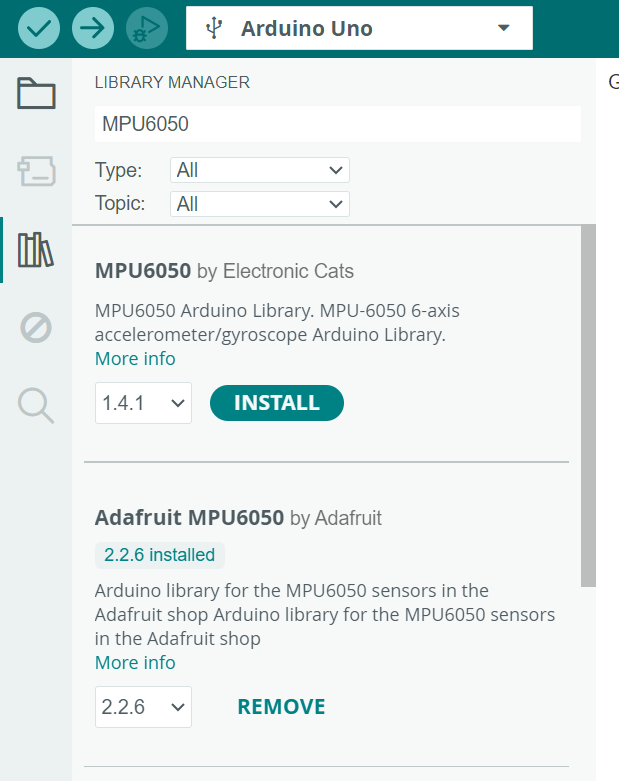 Arduino Uno
LIBRARY MANAGER
MPU6050
Type: All
Topic: All
MPU6050 by Electronic Cats
MPU6050 Arduino Library. MPU-6050 6-axis
accelerometer/gyroscope Arduino Library.
More info
1.4.1 INSTALL
Adafruit MPU6050 by Adafruit
2.2.6 installed
Arduino library for the MPU6050 sensors in the
Adafruit shop Arduino library for the MPU6050 sensors
in the Adafruit shop
More info
2.2.6 REMOVE